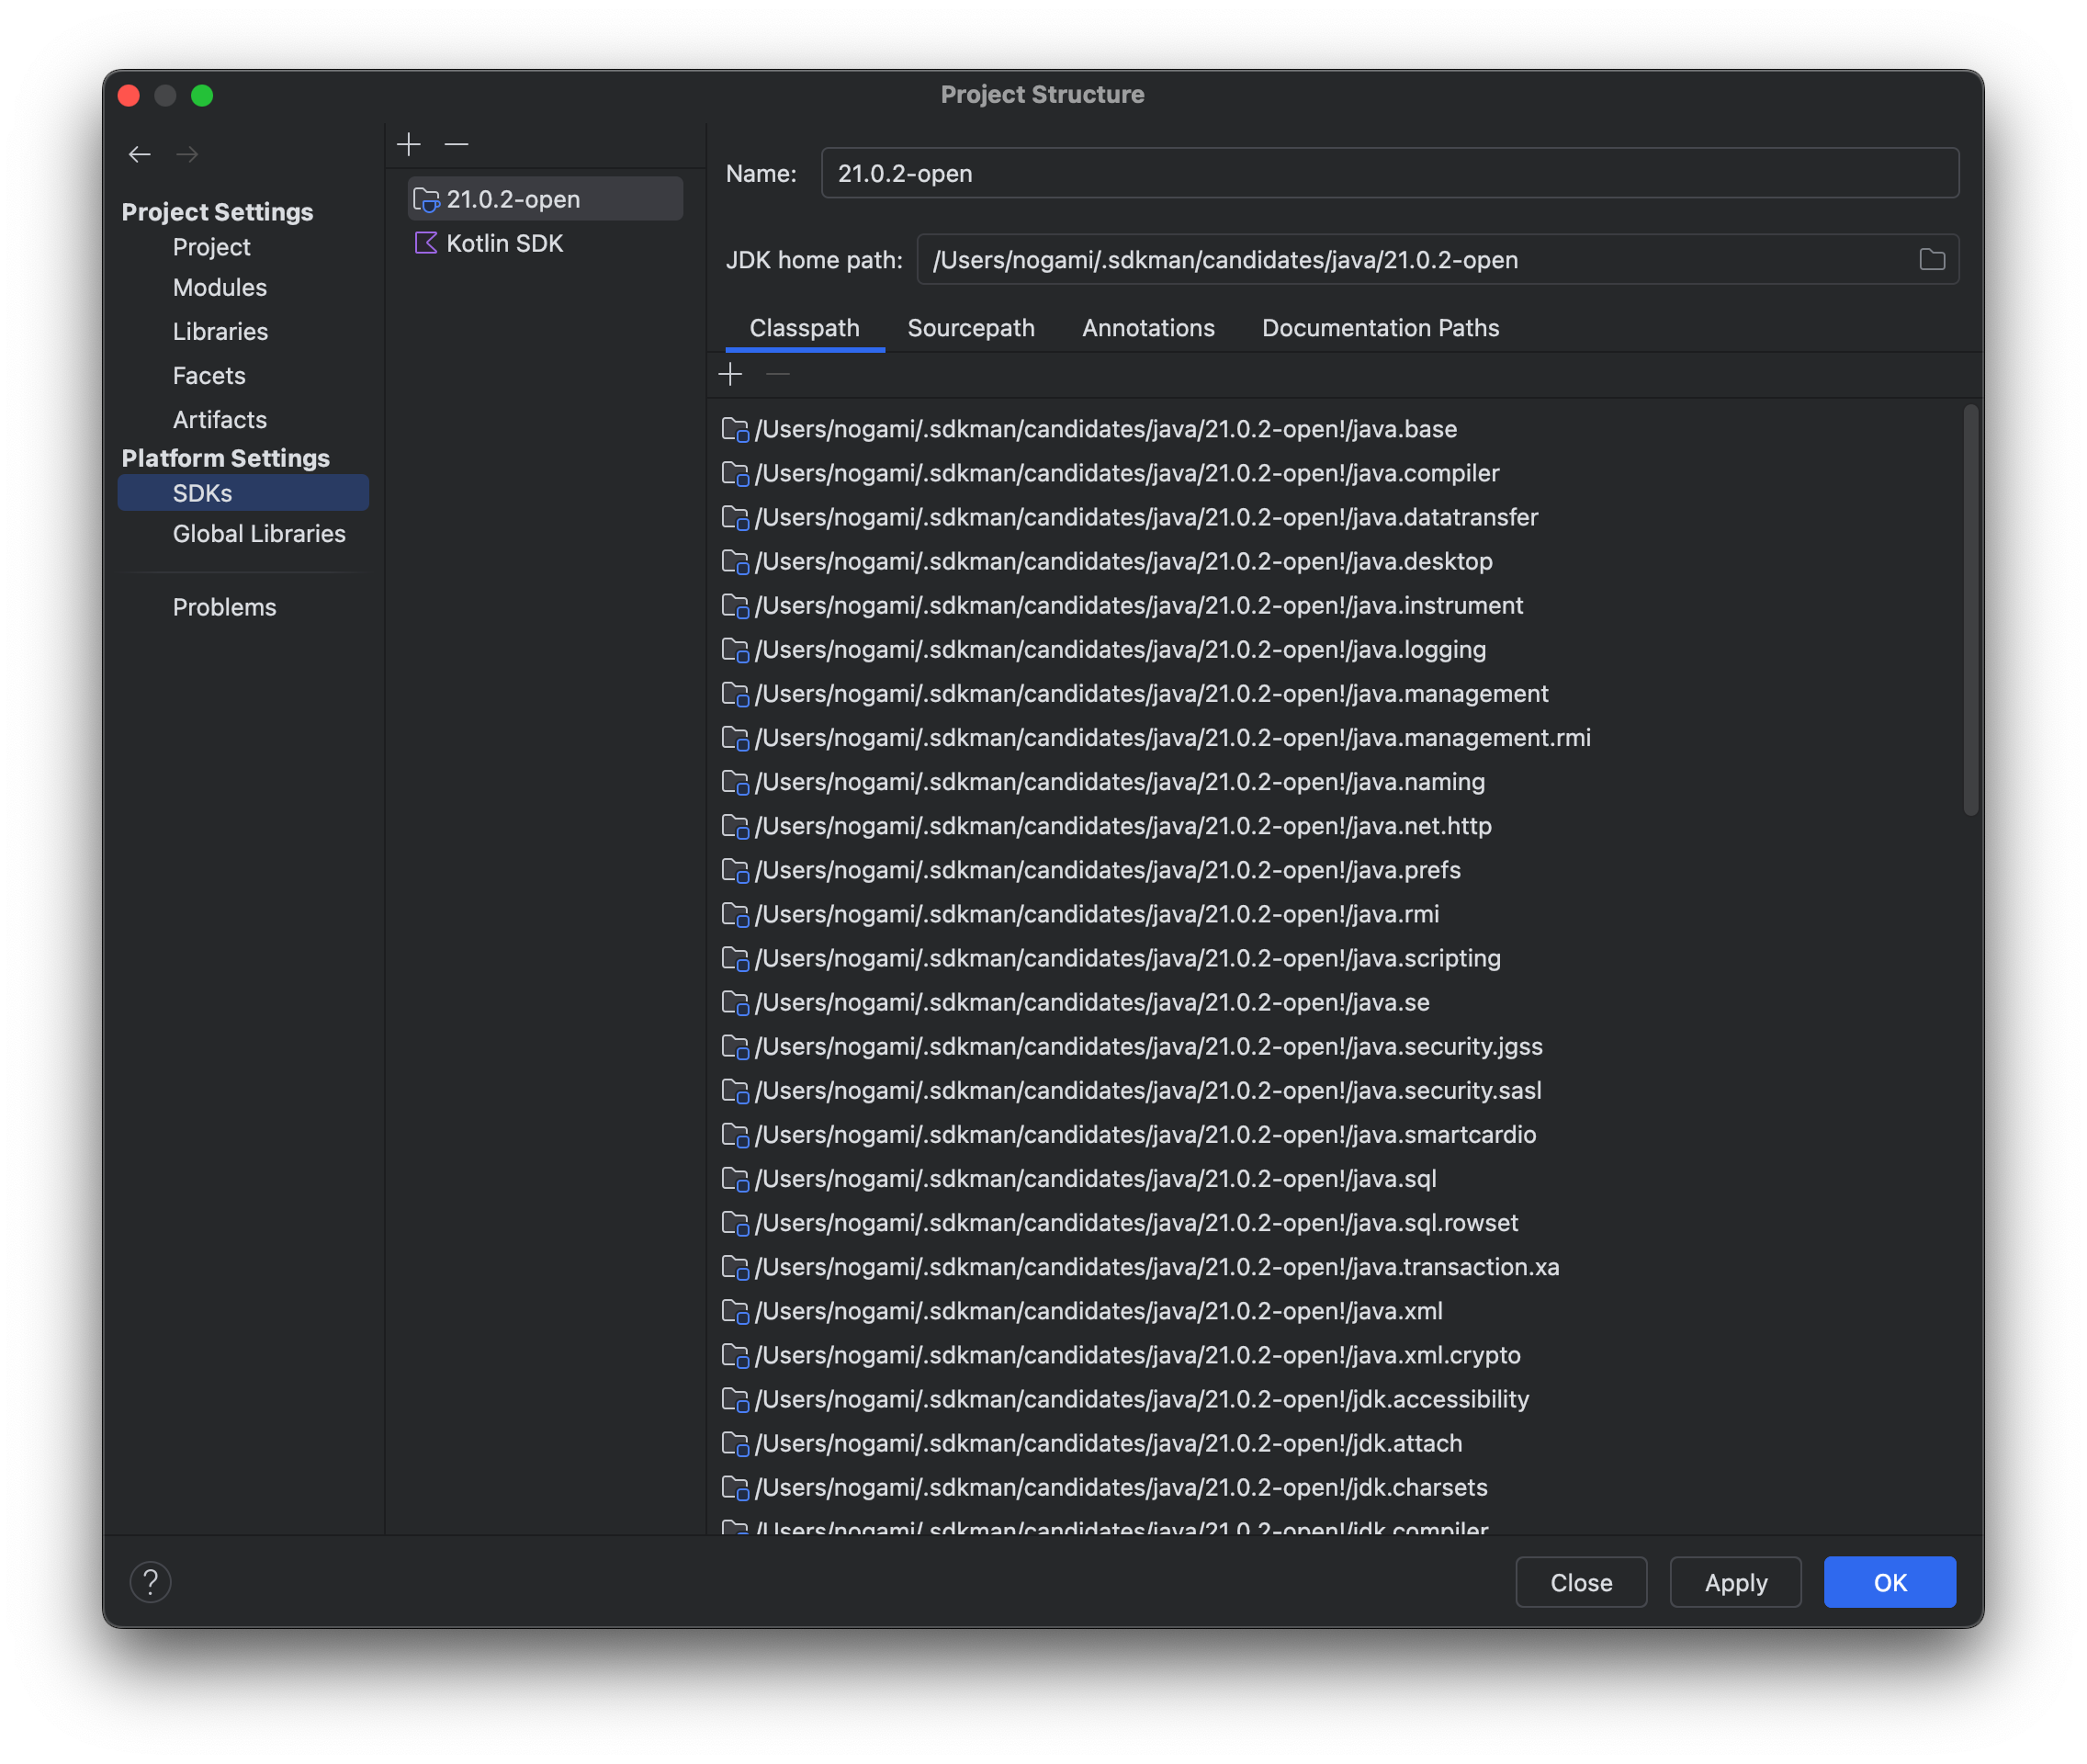 Project Structure
Project Settings
Project
Modules
Libraries
Facets
Artifacts
Platform Settings
SDKs
Global Libraries
Problems
21.0.2-open
Kotlin SDK
Name: 21.0.2-open
JDK home path: /Users/nogami/.sdkman/candidates/java/21.0.2-open
Classpath Sourcepath Annotations Documentation Paths
/Users/nogami/.sdkman/candidates/java/21.0.2-open!/java.base
/Users/nogami/.sdkman/candidates/java/21.0.2-open!/java.compiler
/Users/nogami/.sdkman/candidates/java/21.0.2-open!/java.datatransfer
/Users/nogami/.sdkman/candidates/java/21.0.2-open!/java.desktop
/Users/nogami/.sdkman/candidates/java/21.0.2-open!/java.instrument
/Users/nogami/.sdkman/candidates/java/21.0.2-open!/java.logging
/Users/nogami/.sdkman/candidates/java/21.0.2-open!/java.management
/Users/nogami/.sdkman/candidates/java/21.0.2-open!/java.management.rmi
/Users/nogami/.sdkman/candidates/java/21.0.2-open!/java.naming
/Users/nogami/.sdkman/candidates/java/21.0.2-open!/java.net.http
/Users/nogami/.sdkman/candidates/java/21.0.2-open!/java.prefs
/Users/nogami/.sdkman/candidates/java/21.0.2-open!/java.rmi
/Users/nogami/.sdkman/candidates/java/21.0.2-open!/java.scripting
/Users/nogami/.sdkman/candidates/java/21.0.2-open!/java.se
/Users/nogami/.sdkman/candidates/java/21.0.2-open!/java.security.jgss
/Users/nogami/.sdkman/candidates/java/21.0.2-open!/java.security.sasl
/Users/nogami/.sdkman/candidates/java/21.0.2-open!/java.smartcardio
/Users/nogami/.sdkman/candidates/java/21.0.2-open!/java.sql
/Users/nogami/.sdkman/candidates/java/21.0.2-open!/java.sql.rowset
/Users/nogami/.sdkman/candidates/java/21.0.2-open!/java.transaction.xa
/Users/nogami/.sdkman/candidates/java/21.0.2-open!/java.xml
/Users/nogami/.sdkman/candidates/java/21.0.2-open!/java.xml.crypto
/Users/nogami/.sdkman/candidates/java/21.0.2-open!/jdk.accessibility
/Users/nogami/.sdkman/candidates/java/21.0.2-open!/jdk.attach
/Users/nogami/.sdkman/candidates/java/21.0.2-open!/jdk.charsets
/Users/nogami/.sdkman/candidates/java/21.0.2-open!/jdk.compiler
?
Close Apply OK